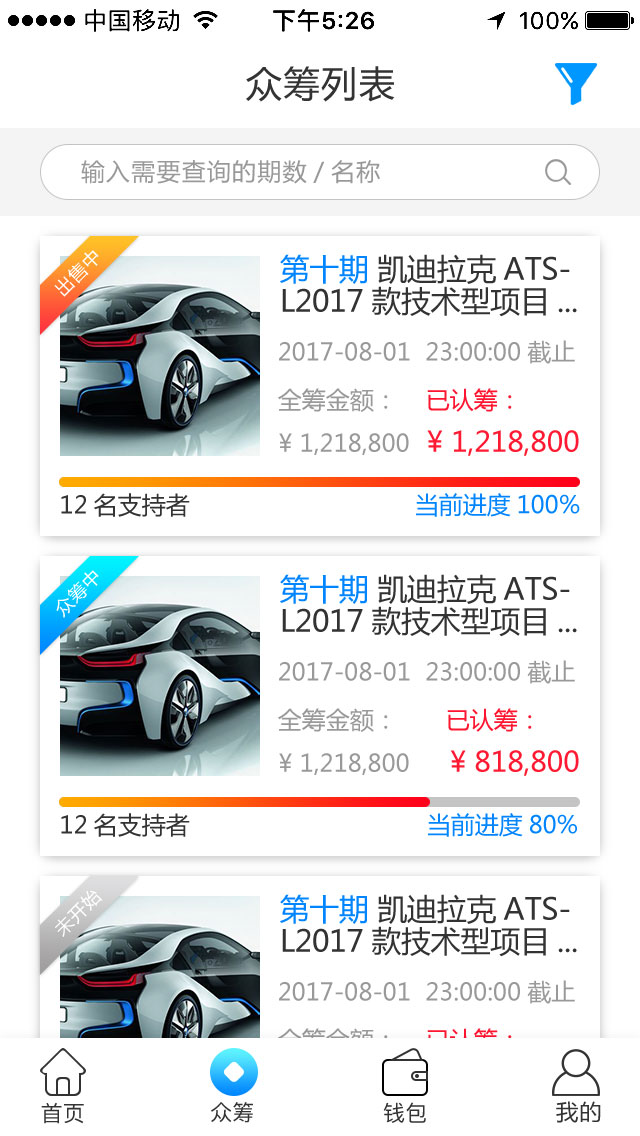 中国移动 下午5:26 100%
众筹列表
输入需要查询的期数 / 名称
出售中
第十期 凯迪拉克 ATS-
L2017 款技术型项目 ...
2017-08-01 23:00:00 截止
全筹金额： 已认筹：
¥ 1,218,800 ¥ 1,218,800
12 名支持者 当前进度 100%
众筹中
第十期 凯迪拉克 ATS-
L2017 款技术型项目 ...
2017-08-01 23:00:00 截止
全筹金额： 已认筹：
¥ 1,218,800 ¥ 818,800
12 名支持者 当前进度 80%
未开始
第十期 凯迪拉克 ATS-
L2017 款技术型项目 ...
2017-08-01 23:00:00 截止
全筹金额： 已认筹：
首页 众筹 钱包 我的